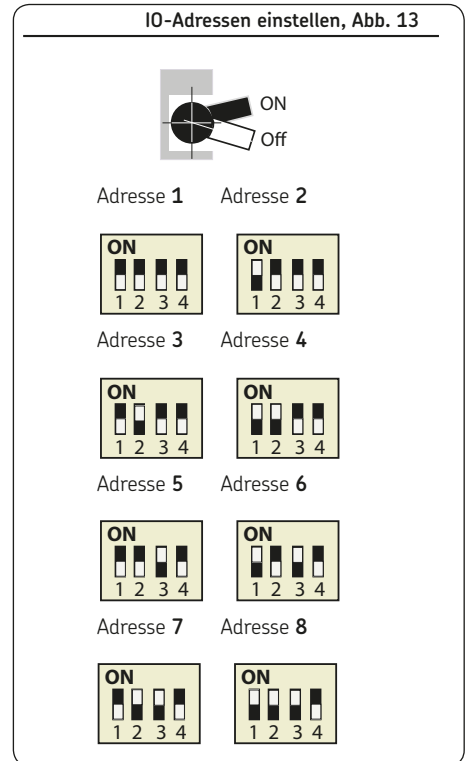 IO-Adressen einstellen, Abb. 13
ON
Off
Adresse 1 Adresse 2
ON ON
1 2 3 4 1 2 3 4
Adresse 3 Adresse 4
ON ON
1 2 3 4 1 2 3 4
Adresse 5 Adresse 6
ON ON
1 2 3 4 1 2 3 4
Adresse 7 Adresse 8
ON ON
1 2 3 4 1 2 3 4